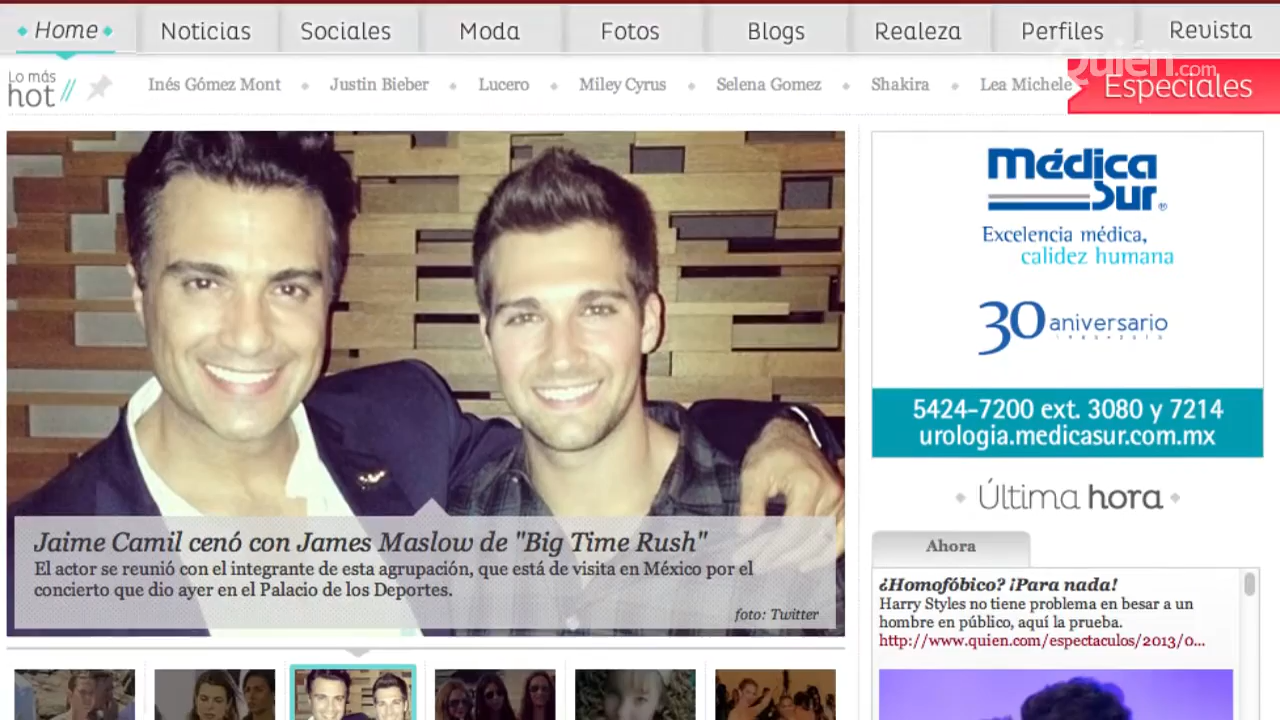 Home Noticias Sociales Moda Fotos Blogs Realeza Perfiles Revista
Quién.com
Lo más
hot // Inés Gómez Mont Justin Bieber Lucero Miley Cyrus Selena Gomez Shakira Lea Michele Especiales
Médica
Sur®
Excelencia médica,
calidez humana
30 aniversario
5424-7200 ext. 3080 y 7214
urologia.medicasur.com.mx
Jaime Camil cenó con James Maslow de "Big Time Rush"
El actor se reunió con el integrante de esta agrupación, que está de visita en México por el
concierto que dio ayer en el Palacio de los Deportes.
foto: Twitter
Última hora
Ahora
¿Homofóbico? ¡Para nada!
Harry Styles no tiene problema en besar a un
hombre en público, aquí la prueba.
http://www.quien.com/espectaculos/2013/0...